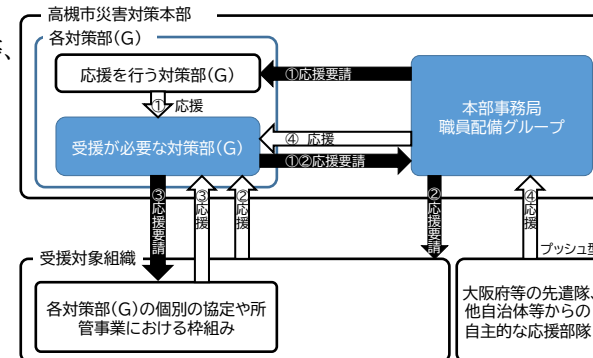 高槻市災害対策本部
各対策部(G)
応援を行う対策部(G)
①応援要請
①応援
本部事務局
職員配備グループ
受援が必要な対策部(G)
④ 応援
①②応援要請
③応援要請
③応援
②応援
②応援要請
④応援
プッシュ型
受援対象組織
各対策部(G)の個別の協定や所
管事業における枠組み
大阪府等の先遣隊、
他自治体等からの
自主的な応援部隊